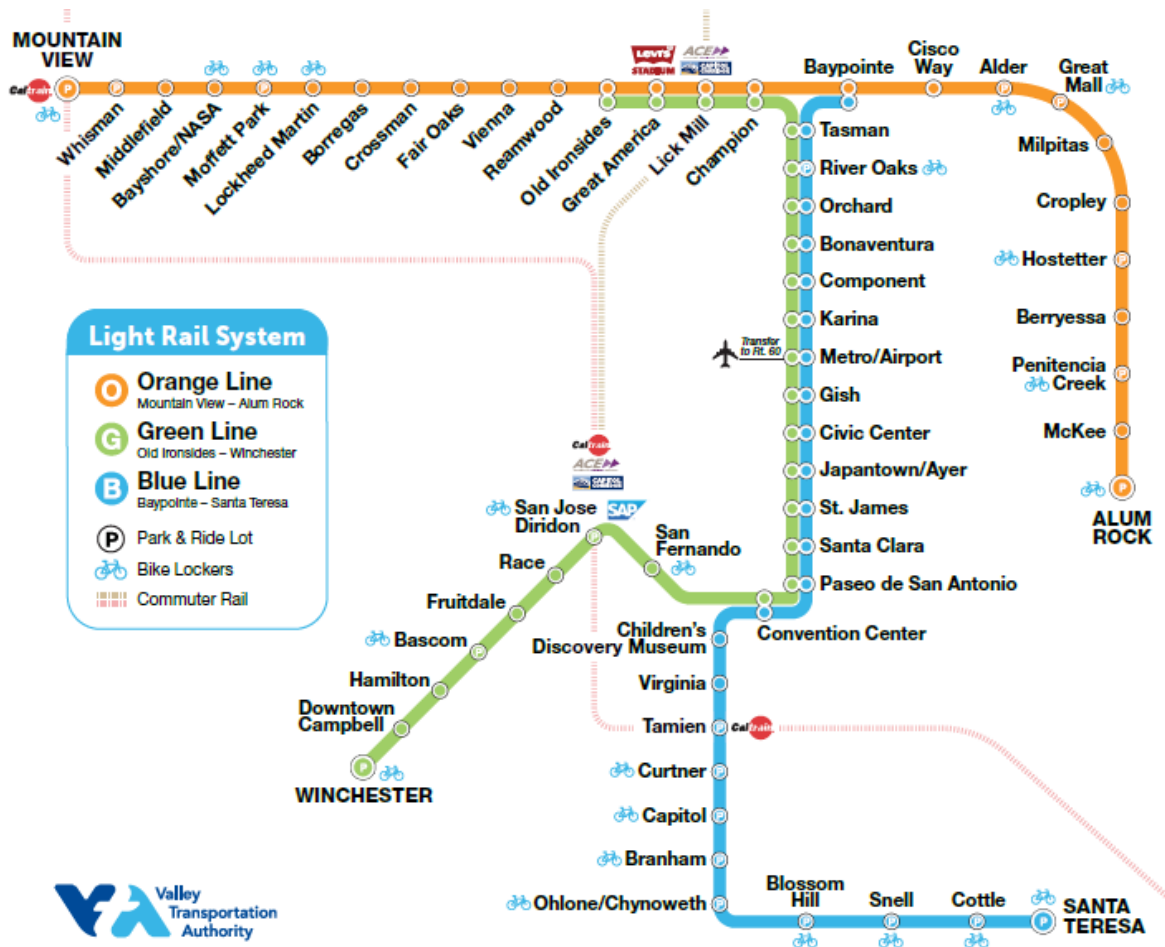 MOUNTAIN
VIEW
Caltrain
P
Whisman
P
Middlefield
Bayshore/NASA
Moffett Park
P
Lockheed Martin
Borregas
Crossman
Fair Oaks
Vienna
Reamwood
Old Ironsides
LEVI'S
STADIUM
Great America
ACE
CAPITOL
CORRIDOR
Lick Mill
Champion
Baypointe
Cisco
Way
Alder
P
Great
Mall
P
Milpitas
Cropley
Hostetter
P
Berryessa
Penitencia
Creek
P
McKee
P
ALUM
ROCK
Tasman
River Oaks
P
Orchard
Bonaventura
Component
Karina
Transfer
to Rt. 60
Metro/Airport
Gish
Civic Center
Japantown/Ayer
St. James
Santa Clara
Paseo de San Antonio
Convention Center
Light Rail System
O Orange Line
Mountain View – Alum Rock
G Green Line
Old Ironsides – Winchester
B Blue Line
Baypointe – Santa Teresa
P Park & Ride Lot
Bike Lockers
Commuter Rail
Caltrain
ACE
CAPITOL
CORRIDOR
San Jose
Diridon
SAP
P
San
Fernando
Race
Fruitdale
Bascom
P
Hamilton
Downtown
Campbell
P
WINCHESTER
Children's
Discovery Museum
Virginia
Tamien
P
Caltrain
Curtner
P
Capitol
P
Branham
P
Ohlone/Chynoweth
P
Blossom
Hill
P
Snell
P
Cottle
P
P
SANTA
TERESA
VTA
Valley
Transportation
Authority